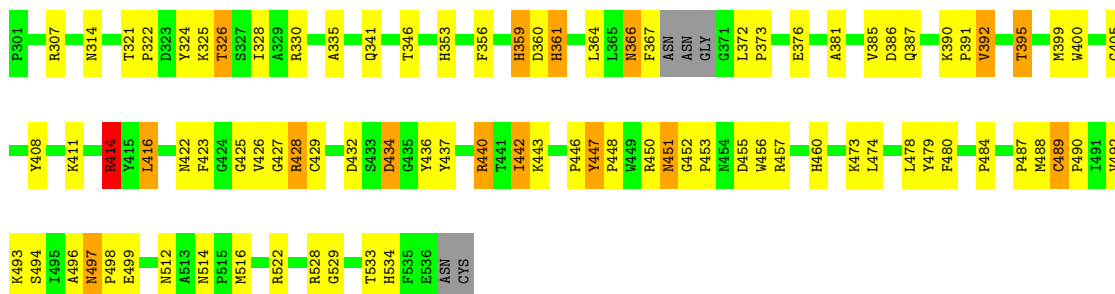 P301 R307 N314 T321 P322 D323 Y324 K325 T326 S327 I328 A329 R330 A335 Q341 T346 H353 F356 H359 D360 H361 L364 L365 N366 F367 ASN ASN GLY G371 L372 P373 E376 A381 V385 D386 Q387 K390 P391 V392 T395 M399 W400
Y408 K411 R414 Y415 L416 N422 F423 G424 G425 V426 G427 R428 C429 D432 S433 D434 G435 Y436 Y437 R440 T441 I442 K443 P446 Y447 P448 W449 R450 N451 G452 P453 N454 D455 W456 R457 H460 K473 L474 L478 Y479 F480 P484 P487 M488 C489 P490 I491
K493 S494 I495 A496 N497 P498 E499 N512 A513 N514 P515 M516 R522 R528 G529 T533 H534 F535 E536 ASN CYS